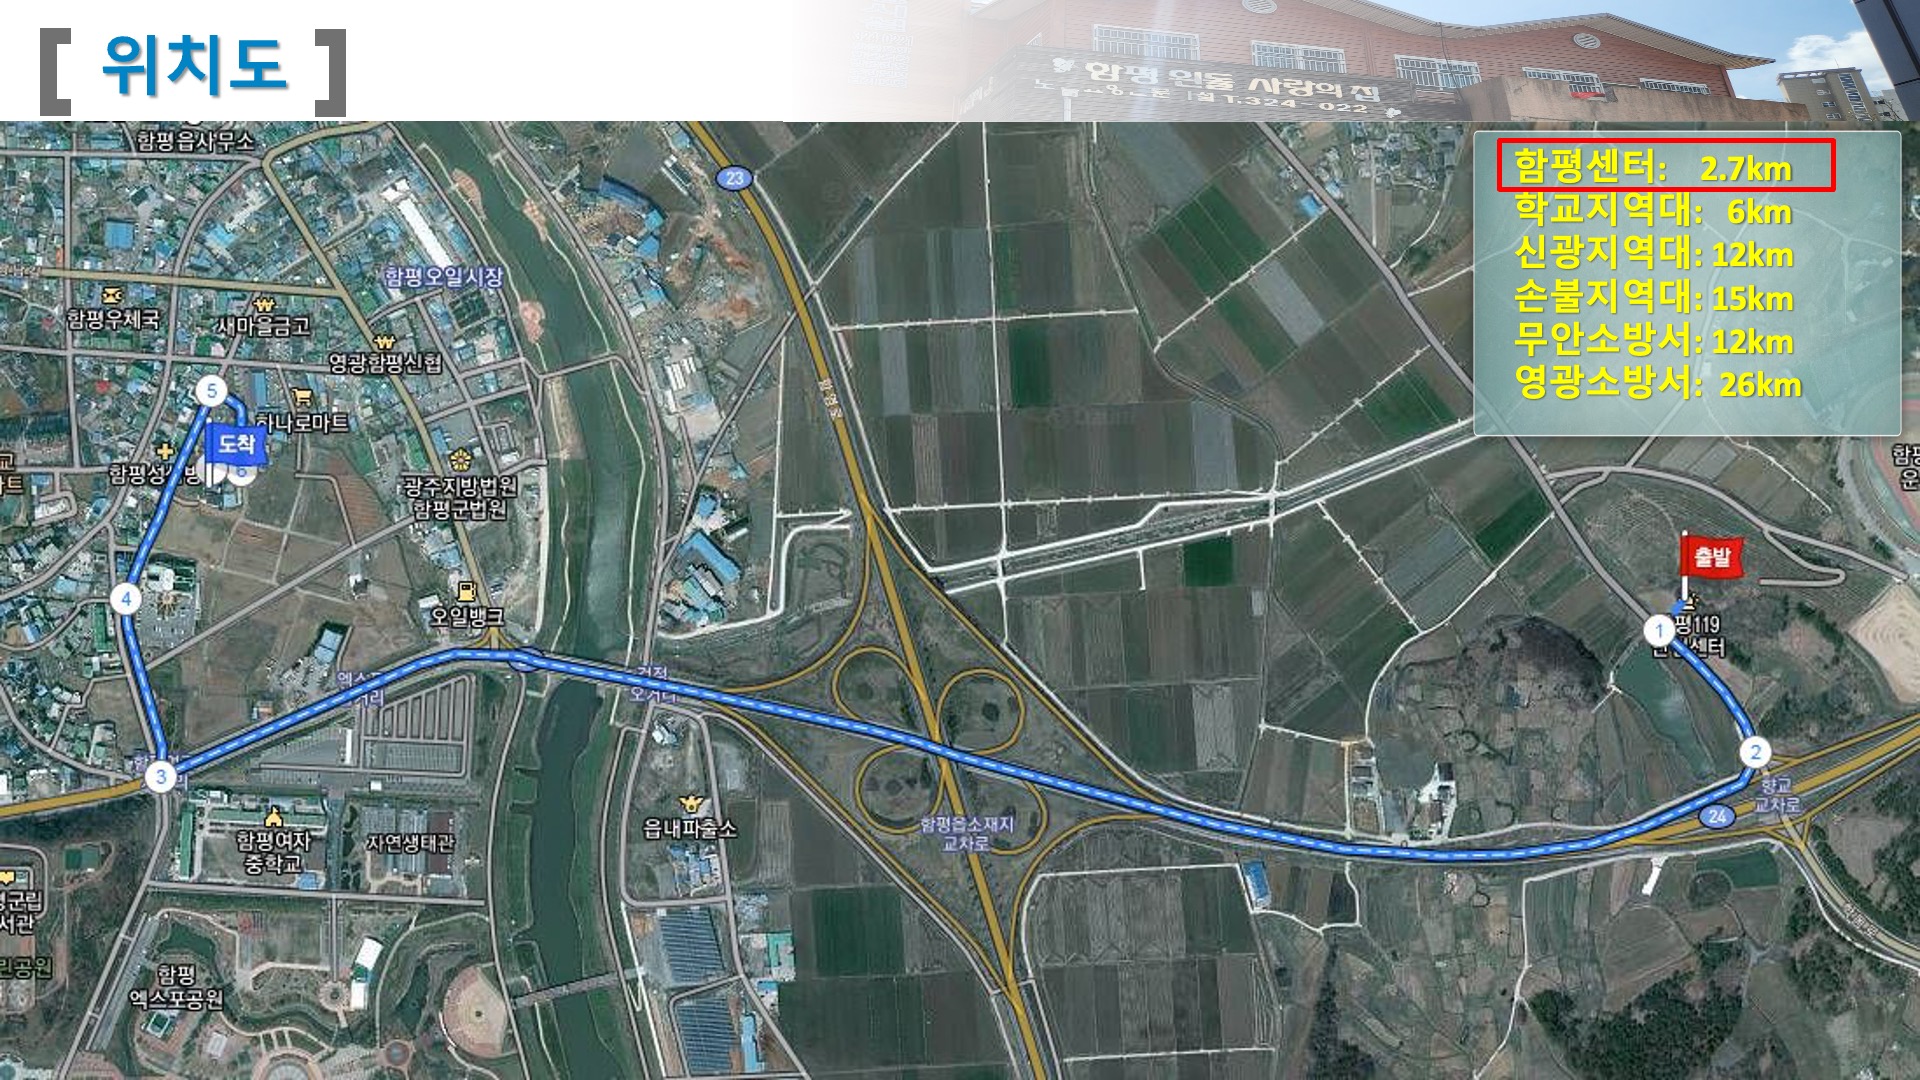 [ 위치도 ]
함평 인동 사랑의 집
T.324-022
함평센터: 2.7km
학교지역대: 6km
신광지역대: 12km
손불지역대: 15km
무안소방서: 12km
영광소방서: 26km
함평읍사무소
23
함평오일시장
함평우체국
새마을금고
영광함평신협
하나로마트
5
도착
6
광주지방법원
함평군법원
출발
4
오일뱅크
1
2
3
24
향교
교차로
읍내파출소
함평읍소재지
교차로
함평여자
중학교
자연생태관
함평
엑스포공원